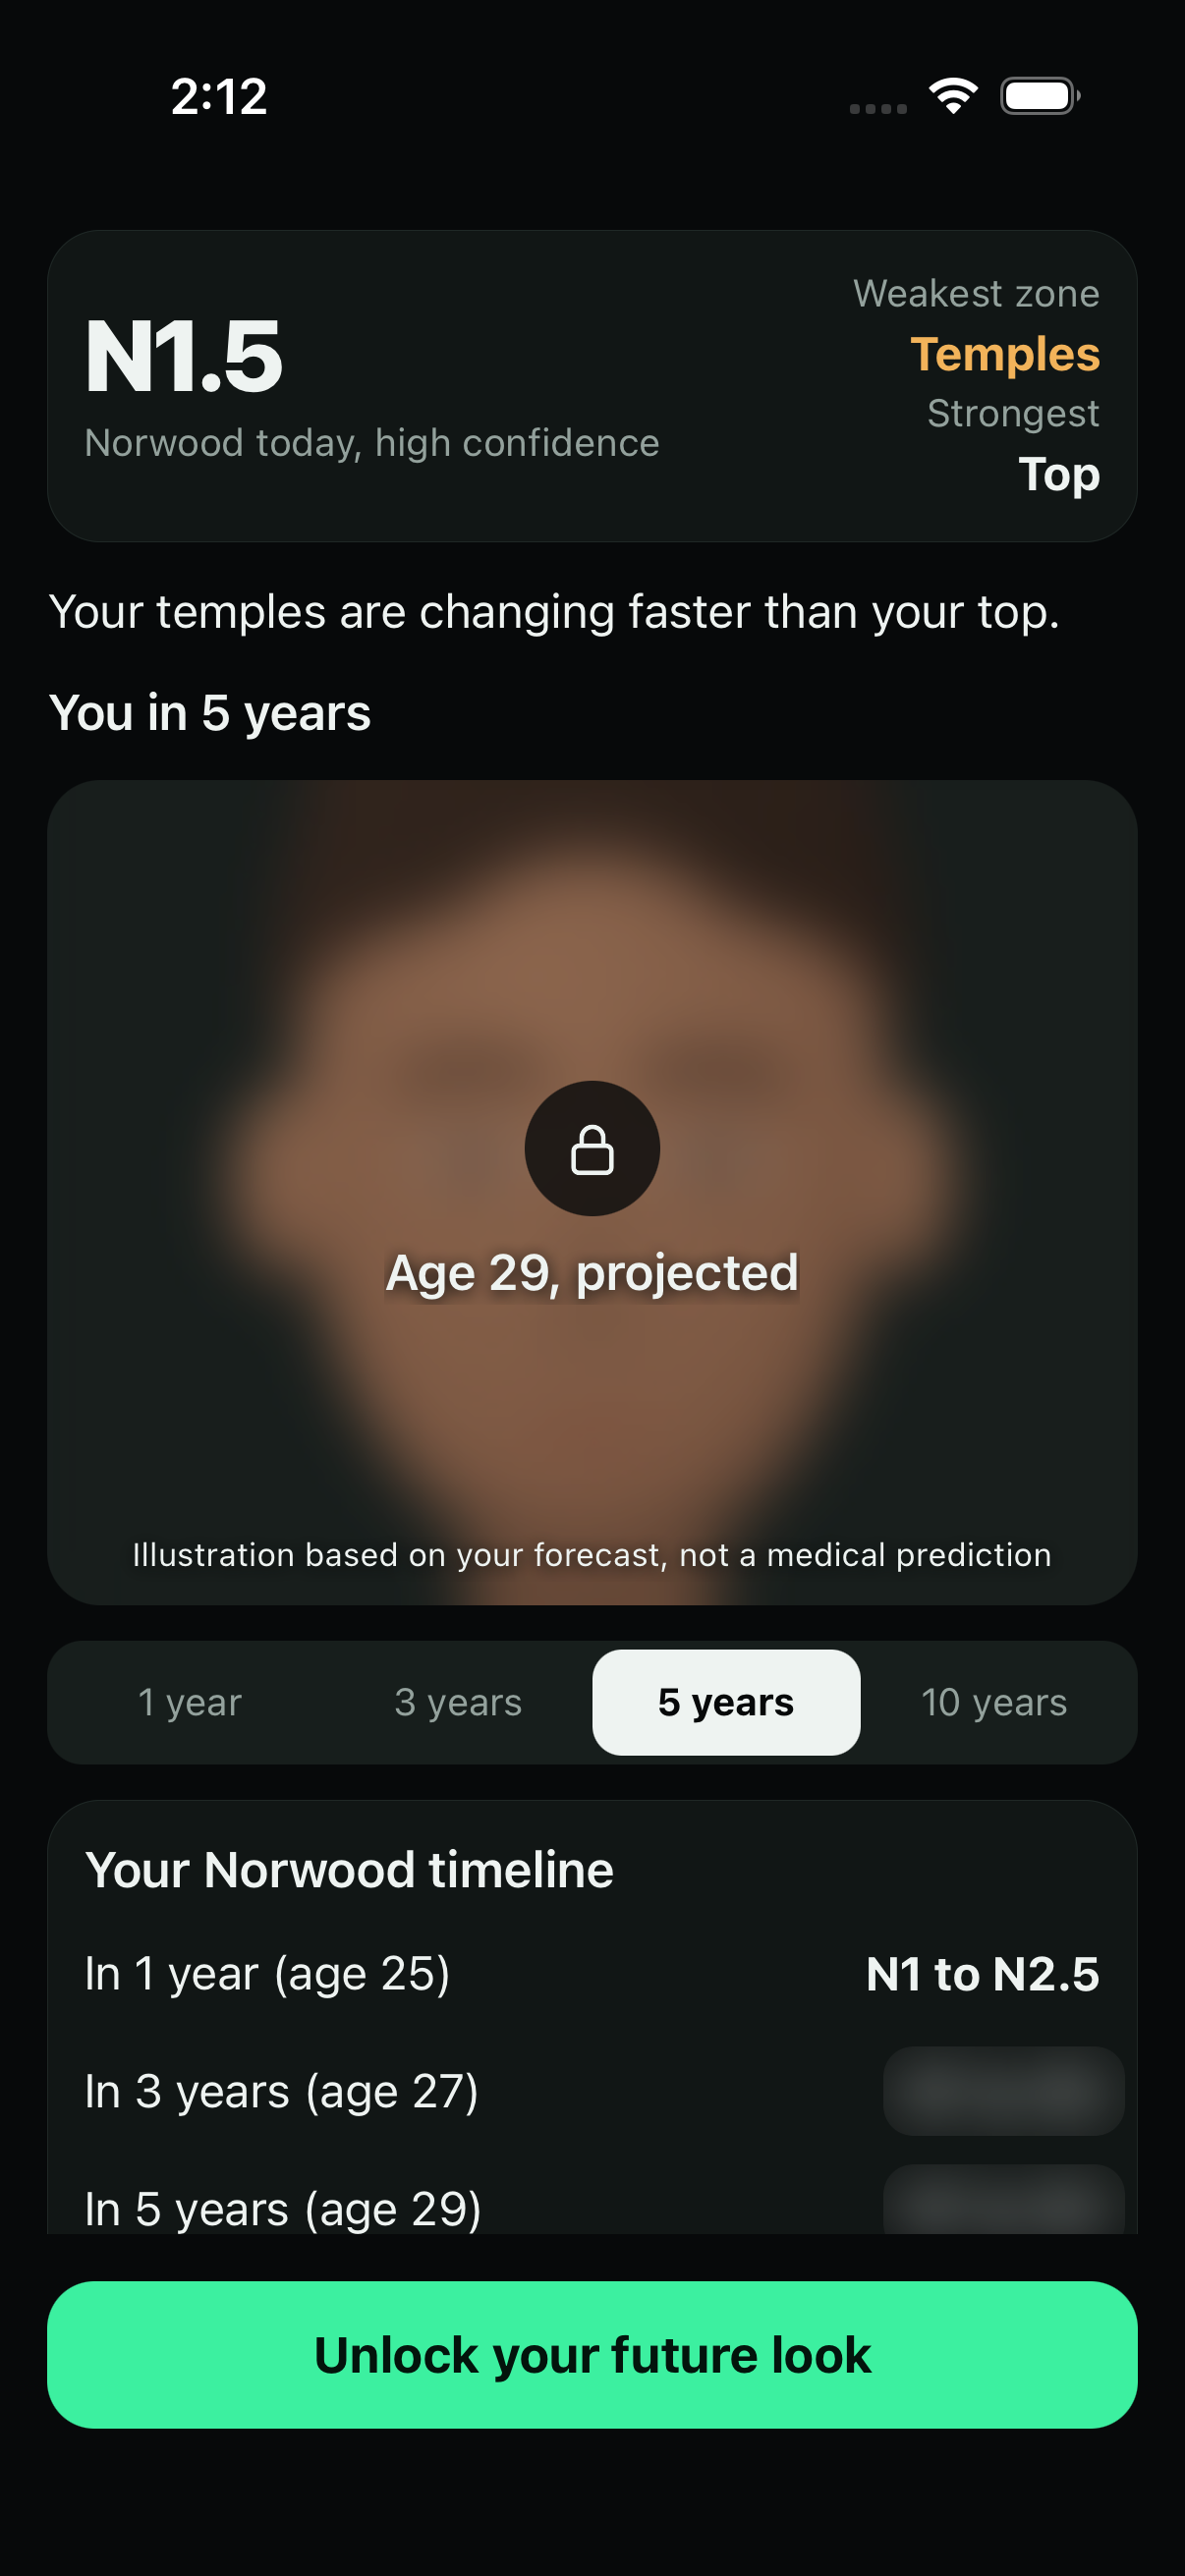 2:12
N1.5
Norwood today, high confidence
Weakest zone
Temples
Strongest
Top
Your temples are changing faster than your top.
You in 5 years
Age 29, projected
Illustration based on your forecast, not a medical prediction
1 year
3 years
5 years
10 years
Your Norwood timeline
In 1 year (age 25)
N1 to N2.5
In 3 years (age 27)
In 5 years (age 29)
Unlock your future look